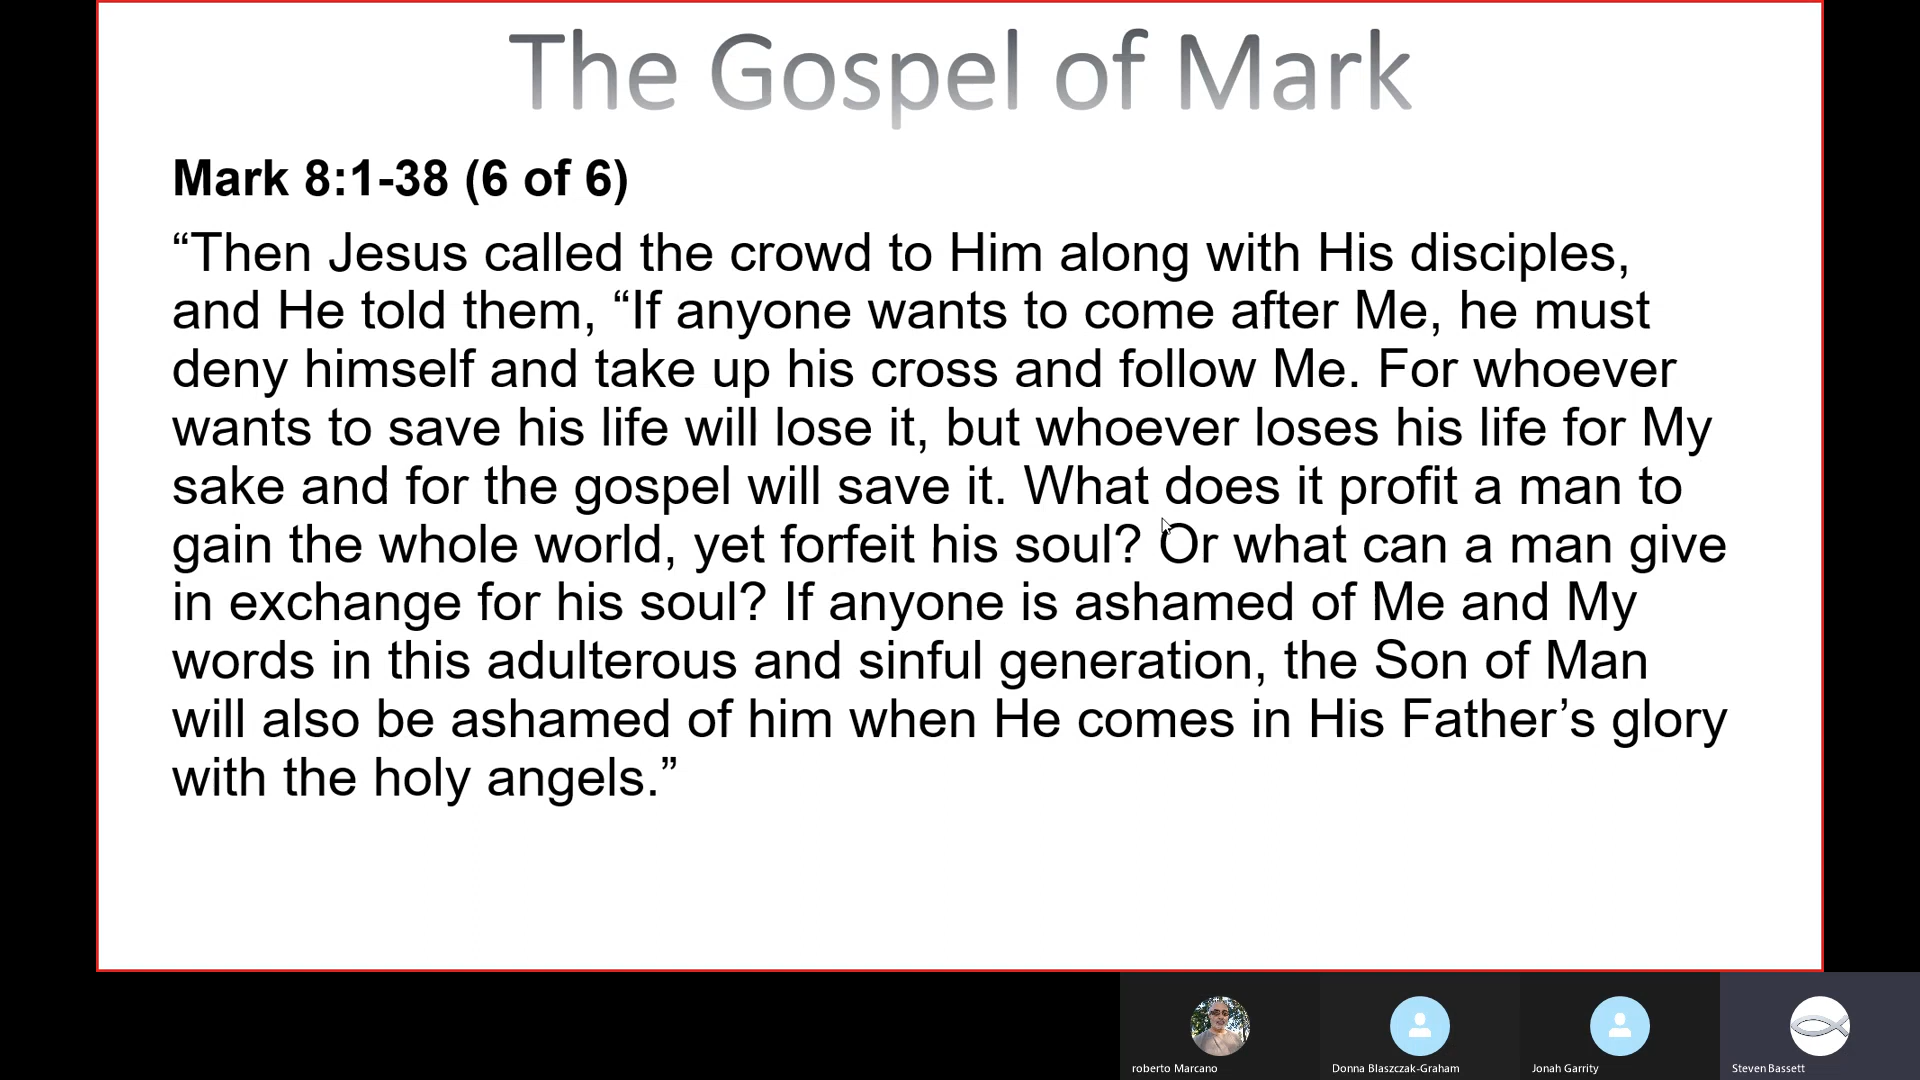 The Gospel of Mark
Mark 8:1-38 (6 of 6)
“Then Jesus called the crowd to Him along with His disciples,
and He told them, “If anyone wants to come after Me, he must
deny himself and take up his cross and follow Me. For whoever
wants to save his life will lose it, but whoever loses his life for My
sake and for the gospel will save it. What does it profit a man to
gain the whole world, yet forfeit his soul? Or what can a man give
in exchange for his soul? If anyone is ashamed of Me and My
words in this adulterous and sinful generation, the Son of Man
will also be ashamed of him when He comes in His Father’s glory
with the holy angels.”
roberto Marcano
Donna Blaszczak-Graham
Jonah Garrity
Steven Bassett